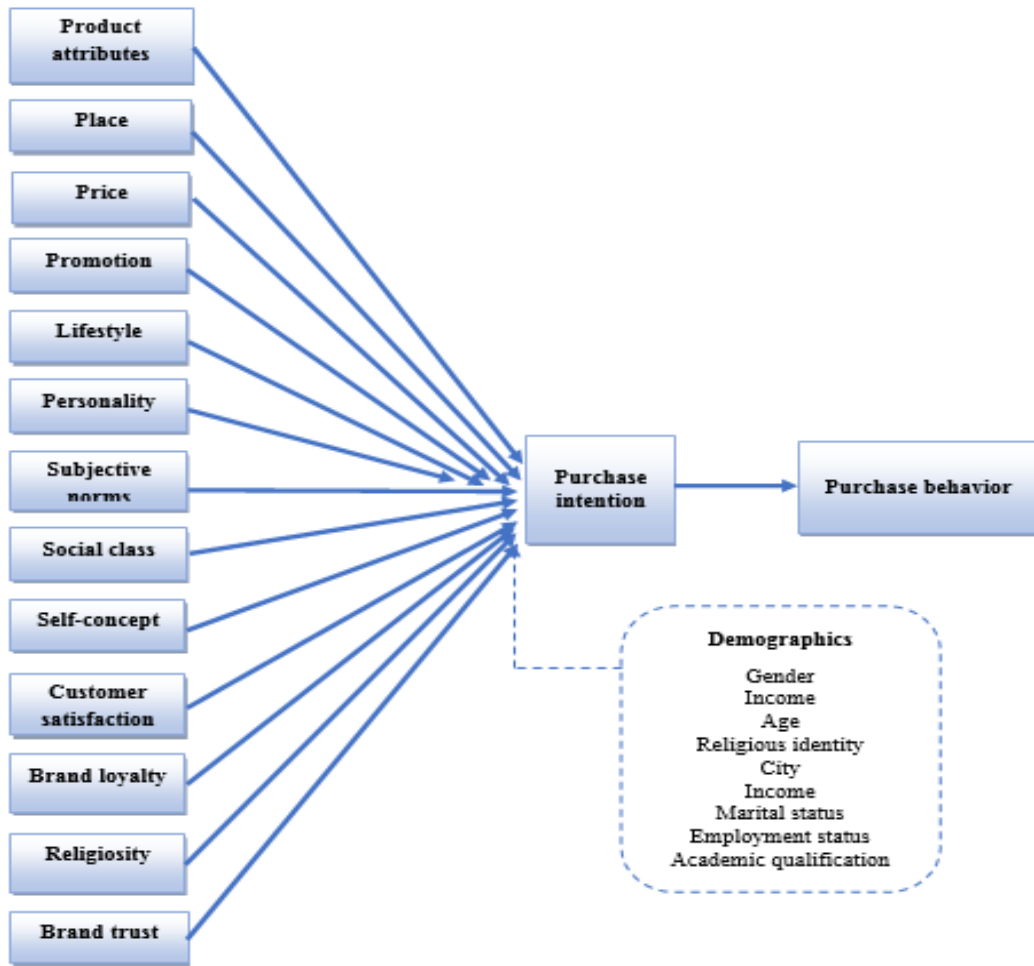 Product
attributes
Place
Price
Promotion
Lifestyle
Personality
Subjective
norms
Social class
Self-concept
Customer
satisfaction
Brand loyalty
Religiosity
Brand trust
Purchase
intention
Purchase behavior
Demographics
Gender
Income
Age
Religious identity
City
Income
Marital status
Employment status
Academic qualification